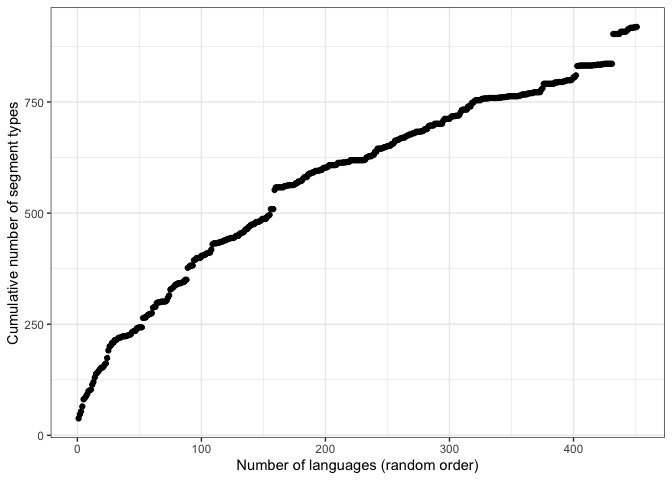 Cumulative number of segment types
750
500
250
0
0 100 200 300 400
Number of languages (random order)